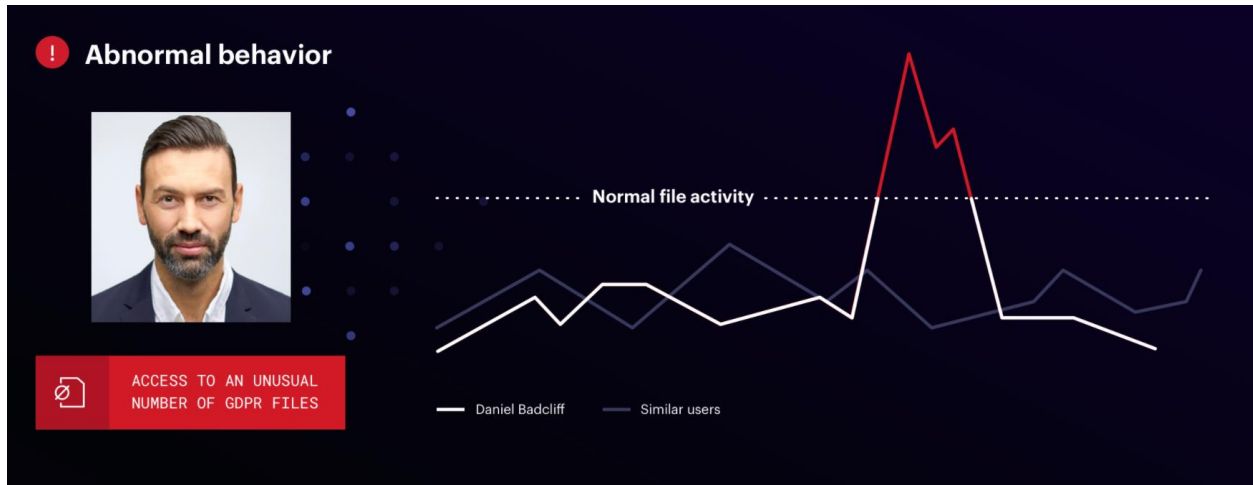 !
Abnormal behavior
Normal file activity
ACCESS TO AN UNUSUAL
NUMBER OF GDPR FILES
Daniel Badcliff
Similar users